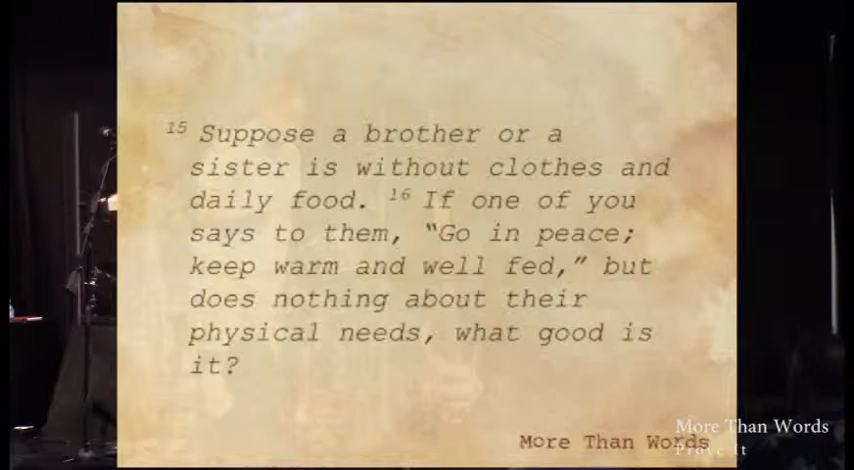 15 Suppose a brother or a
sister is without clothes and
daily food. 16 If one of you
says to them, “Go in peace;
keep warm and well fed,” but
does nothing about their
physical needs, what good is
it?
More Than Words
More Than Words
Prove It